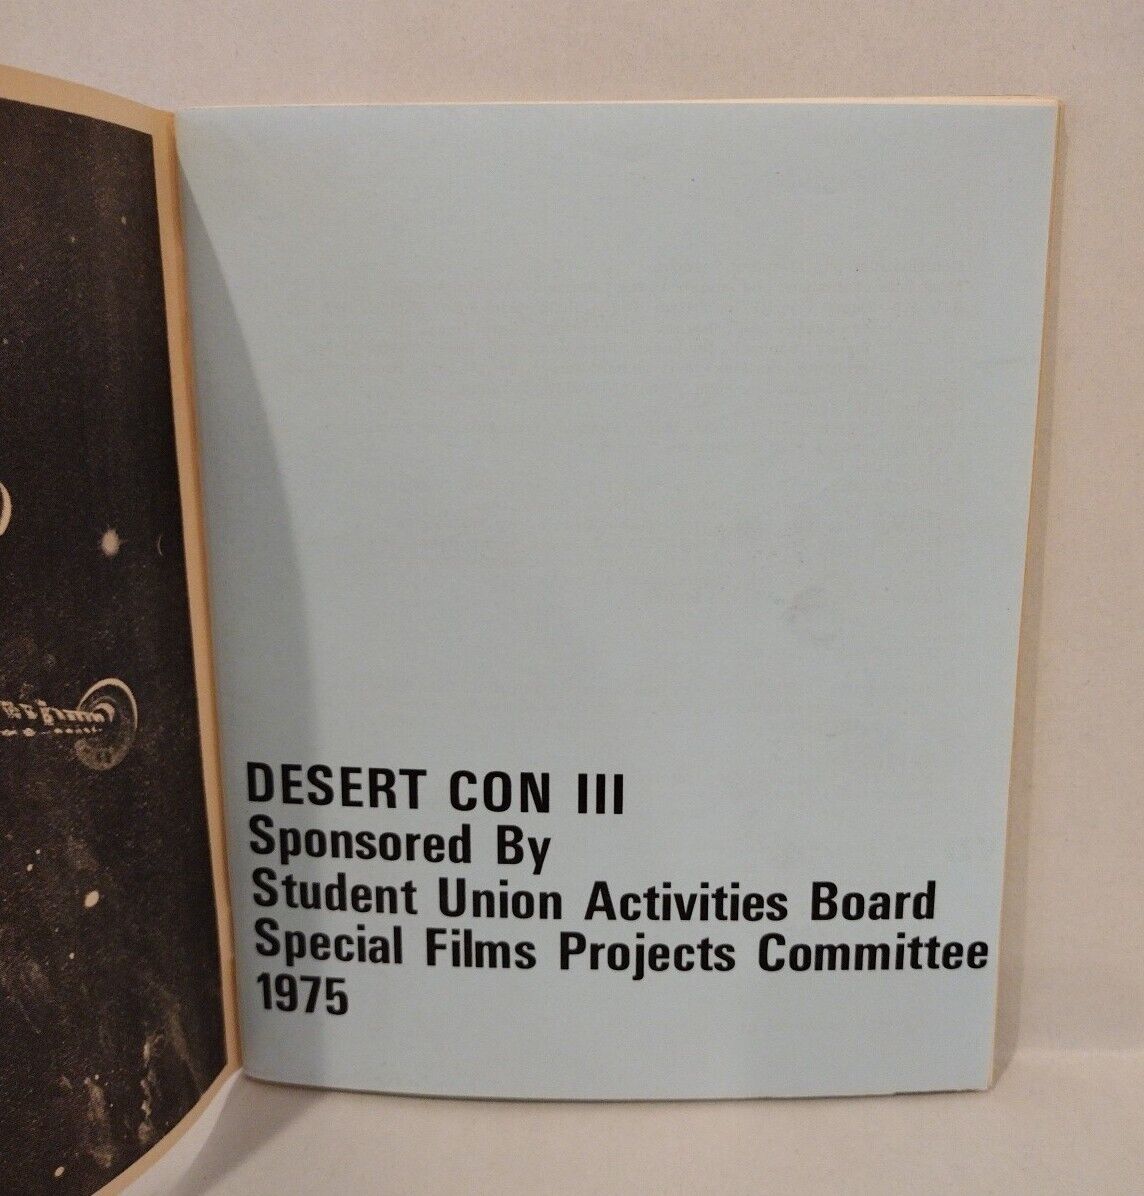 DESERT CON III
Sponsored By
Student Union Activities Board
Special Films Projects Committee
1975